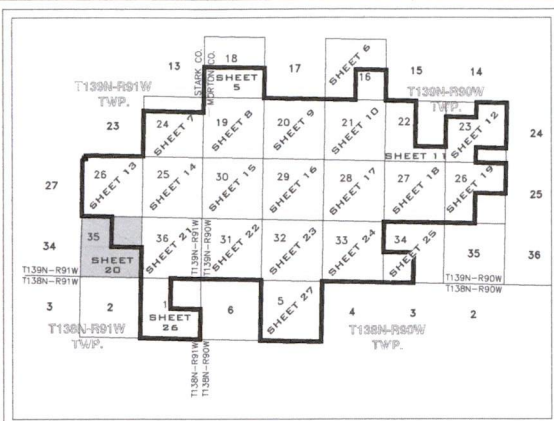 SHEET 6
13
STARK CO.
MORTON CO.
18
SHEET
5
17
16
15
14
T139N-R91W
TWP.
T139N-R90W
TWP.
23
24
SHEET 7
19
SHEET 8
20
SHEET 9
21
SHEET 10
22
SHEET 11
23
SHEET 12
24
27
26
SHEET 13
25
SHEET 14
30
SHEET 15
29
SHEET 16
28
SHEET 17
27
SHEET 18
26
SHEET 19
25
34
35
SHEET
20
36
SHEET 21
T139N-R91W
T139N-R90W
31
SHEET 22
32
SHEET 23
33
SHEET 24
34
SHEET 25
35
36
T139N-R91W
T138N-R91W
T139N-R90W
T138N-R90W
3
2
1
SHEET
26
6
5
SHEET 27
4
3
2
T138N-R91W
TWP.
T138N-R90W
TWP.
T138N-R91W
T138N-R90W